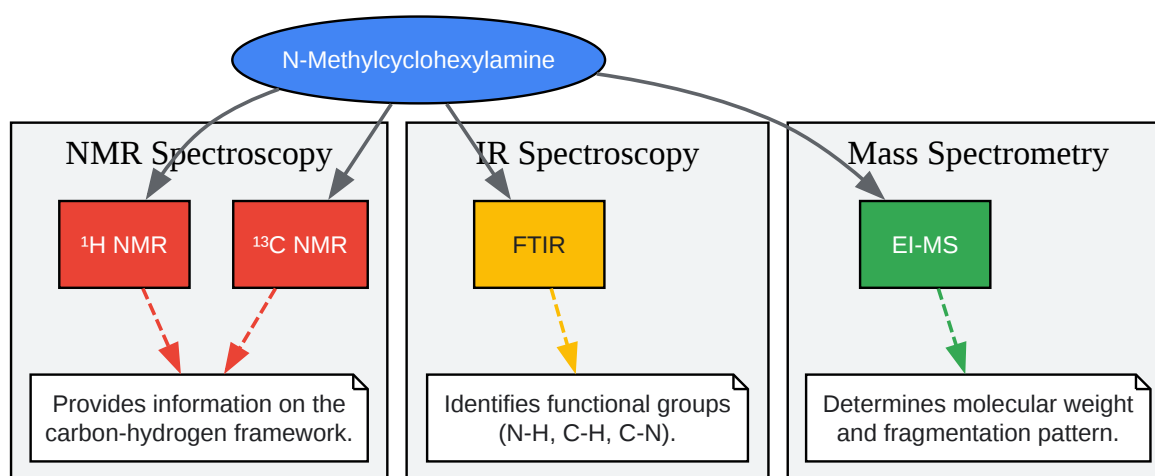 N-Methylcyclohexylamine
NMR Spectroscopy
IR Spectroscopy
Mass Spectrometry
¹H NMR
¹³C NMR
FTIR
EI-MS
Provides information on the
carbon-hydrogen framework.
Identifies functional groups
(N-H, C-H, C-N).
Determines molecular weight
and fragmentation pattern.